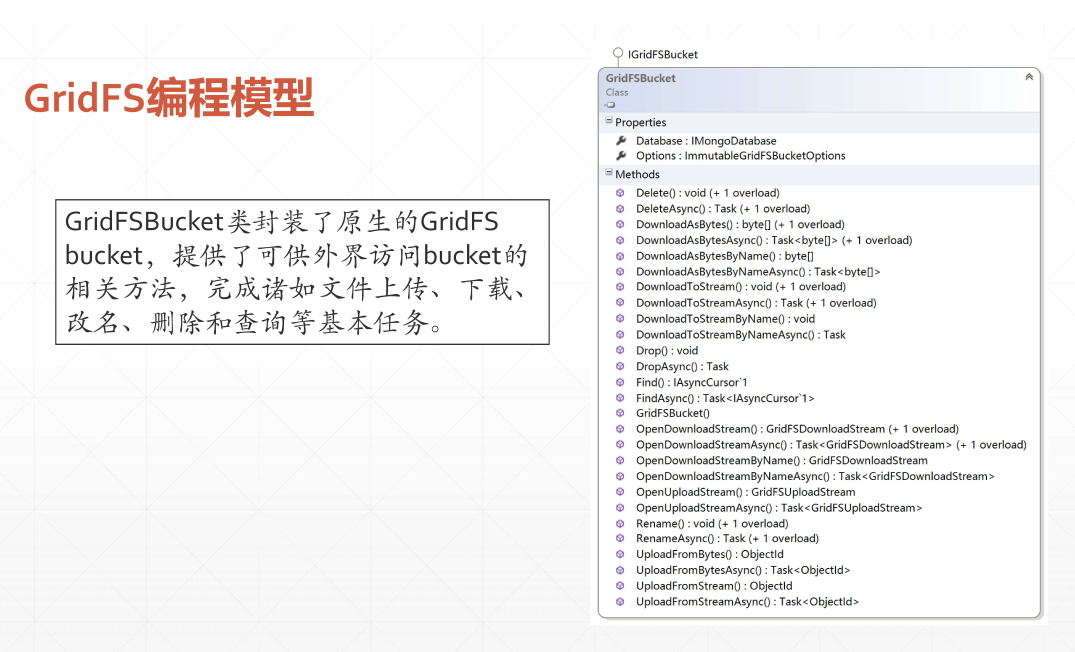 GridFS编程模型
GridFSBucket类封装了原生的GridFS
bucket，提供了可供外界访问bucket的
相关方法，完成诸如文件上传、下载、
改名、删除和查询等基本任务。
IGridFSBucket
GridFSBucket
Class
Properties
Database : IMongoDatabase
Options : ImmutableGridFSBucketOptions
Methods
Delete() : void (+ 1 overload)
DeleteAsync() : Task (+ 1 overload)
DownloadAsBytes() : byte[] (+ 1 overload)
DownloadAsBytesAsync() : Task<byte[]> (+ 1 overload)
DownloadAsBytesByName() : byte[]
DownloadAsBytesByNameAsync() : Task<byte[]>
DownloadToStream() : void (+ 1 overload)
DownloadToStreamAsync() : Task (+ 1 overload)
DownloadToStreamByName() : void
DownloadToStreamByNameAsync() : Task
Drop() : void
DropAsync() : Task
Find() : IAsyncCursor`1
FindAsync() : Task<IAsyncCursor`1>
GridFSBucket()
OpenDownloadStream() : GridFSDownloadStream (+ 1 overload)
OpenDownloadStreamAsync() : Task<GridFSDownloadStream> (+ 1 overload)
OpenDownloadStreamByName() : GridFSDownloadStream
OpenDownloadStreamByNameAsync() : Task<GridFSDownloadStream>
OpenUploadStream() : GridFSUploadStream
OpenUploadStreamAsync() : Task<GridFSUploadStream>
Rename() : void (+ 1 overload)
RenameAsync() : Task (+ 1 overload)
UploadFromBytes() : ObjectId
UploadFromBytesAsync() : Task<ObjectId>
UploadFromStream() : ObjectId
UploadFromStreamAsync() : Task<ObjectId>